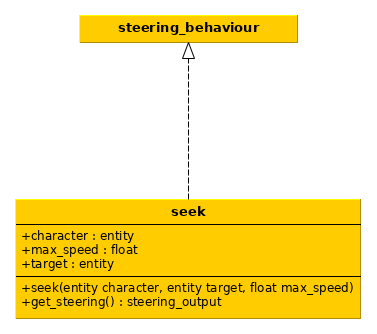 steering_behaviour
seek
+character : entity
+max_speed : float
+target : entity
+seek(entity character, entity target, float max_speed)
+get_steering() : steering_output